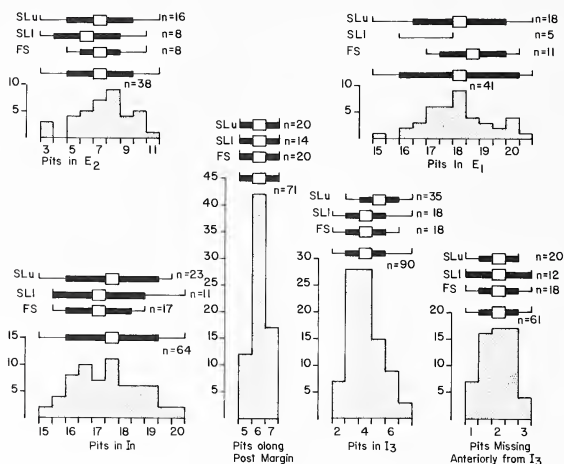 SLu n=16
SLl n=8
FS n=8
n=38
10
5
3 5 7 8 9 11
Pits in E2
SLu n=18
SLl n=5
FS n=11
n=41
10
5
15 16 17 18 19 20
Pits In E1
SLu n=20
SLl n=14
FS n=20
n=71
45
40
35
30
25
20
15
10
5
5 6 7
Pits along
Post Margin
SLu n=35
SLl n=18
FS n=18
n=90
30
25
20
15
10
5
2 4 6 7
Pits in I3
SLu n=20
SLl n=12
FS n=18
n=61
20
15
10
5
1 2 3 4
Pits Missing
Anteriorly from I3
SLu n=23
SLl n=11
FS n=17
n=64
15
10
5
15 16 17 18 19 20
Pits in In